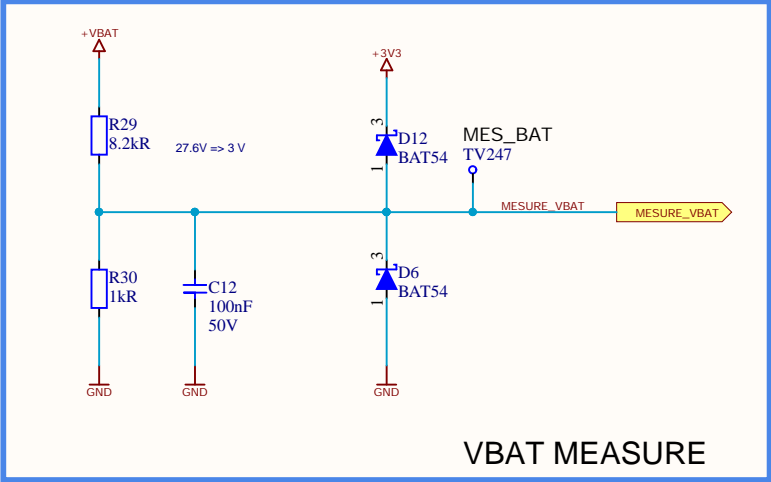 +VBAT
+3V3
R29
8.2kR
27.6V => 3 V
3
D12
BAT54
1
MES_BAT
TV247
MESURE_VBAT
MESURE_VBAT
R30
1kR
C12
100nF
50V
3
D6
BAT54
1
GND
GND
GND
VBAT MEASURE